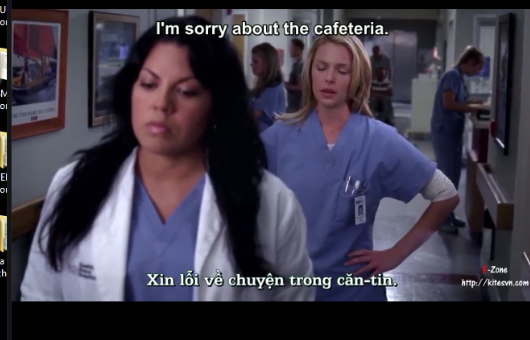 I'm sorry about the cafeteria.
Xin lỗi về chuyện trong căn-tin.
-Zone
http://kitesvn.com